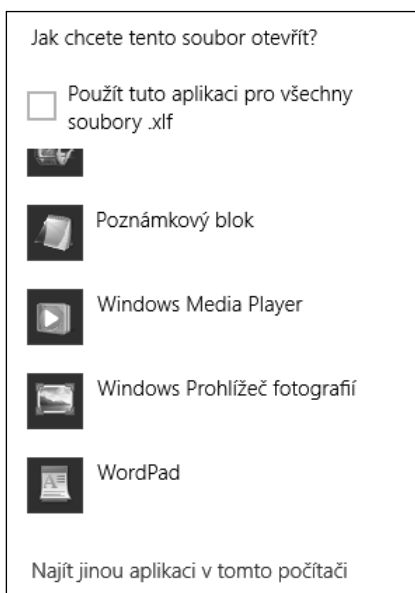 Jak chcete tento soubor otevřít?
Použít tuto aplikaci pro všechny
soubory .xlf
Poznámkový blok
Windows Media Player
Windows Prohlížeč fotografií
WordPad
Najít jinou aplikaci v tomto počítači